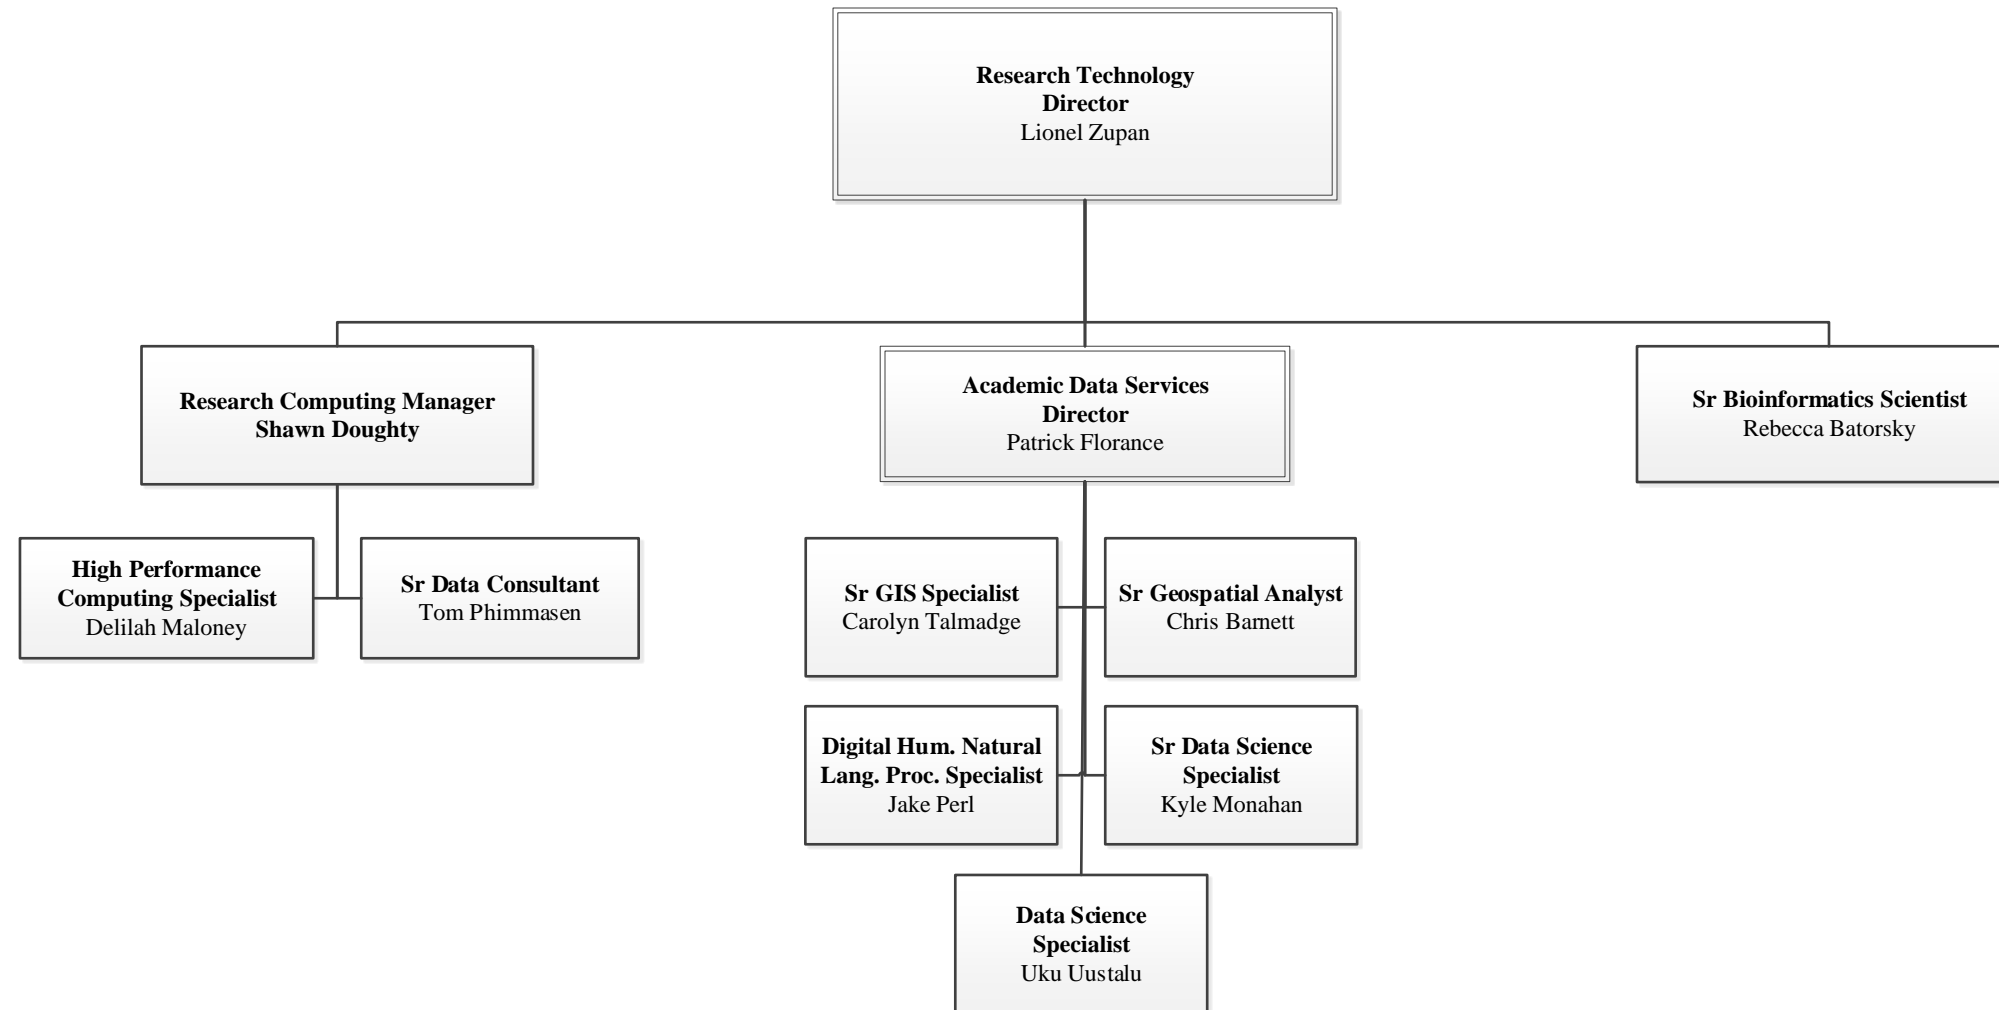 Research Technology
Director
Lionel Zupan
Research Computing Manager
Shawn Doughty
Academic Data Services
Director
Patrick Florance
Sr Bioinformatics Scientist
Rebecca Batorsky
High Performance
Computing Specialist
Delilah Maloney
Sr Data Consultant
Tom Phimmasen
Sr GIS Specialist
Carolyn Talmadge
Sr Geospatial Analyst
Chris Barnett
Digital Hum. Natural
Lang. Proc. Specialist
Jake Perl
Sr Data Science
Specialist
Kyle Monahan
Data Science
Specialist
Uku Uustalu